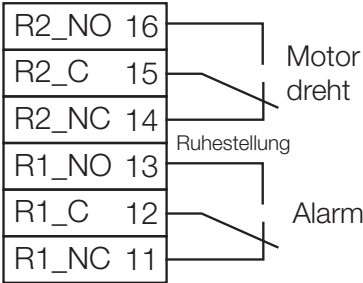 R2_NO 16
R2_C 15
R2_NC 14
R1_NO 13
R1_C 12
R1_NC 11
Motor
dreht
Ruhestellung
Alarm